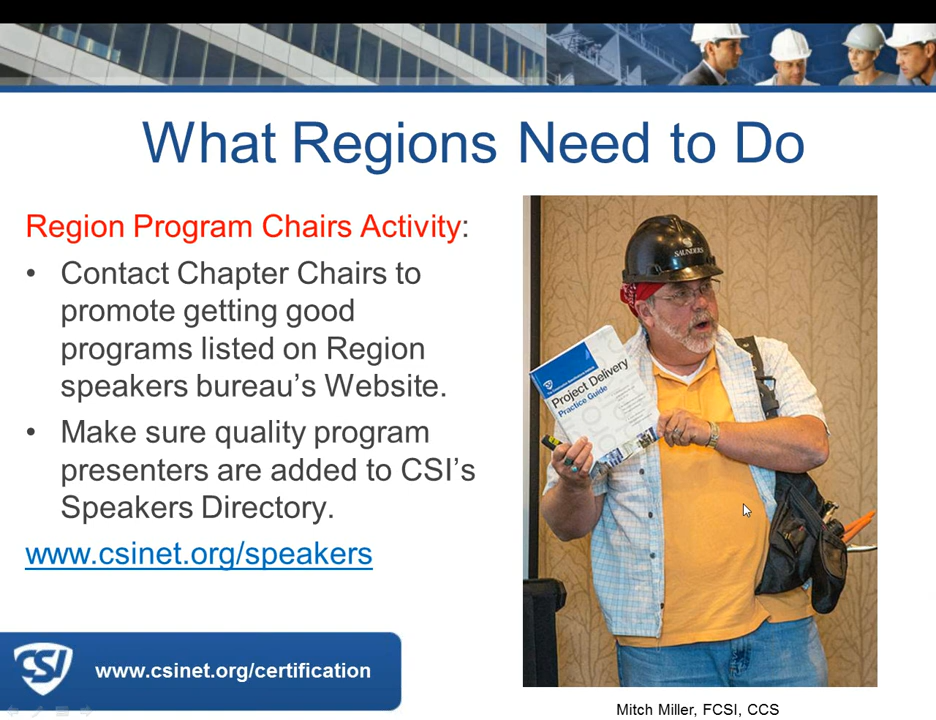 What Regions Need to Do
Region Program Chairs Activity:
• Contact Chapter Chairs to
promote getting good
programs listed on Region
speakers bureau's Website.
• Make sure quality program
presenters are added to CSI's
Speakers Directory.
www.csinet.org/speakers
SAUNDERS
Project Delivery
Practice Guide
CSI
www.csinet.org/certification
Mitch Miller, FCSI, CCS